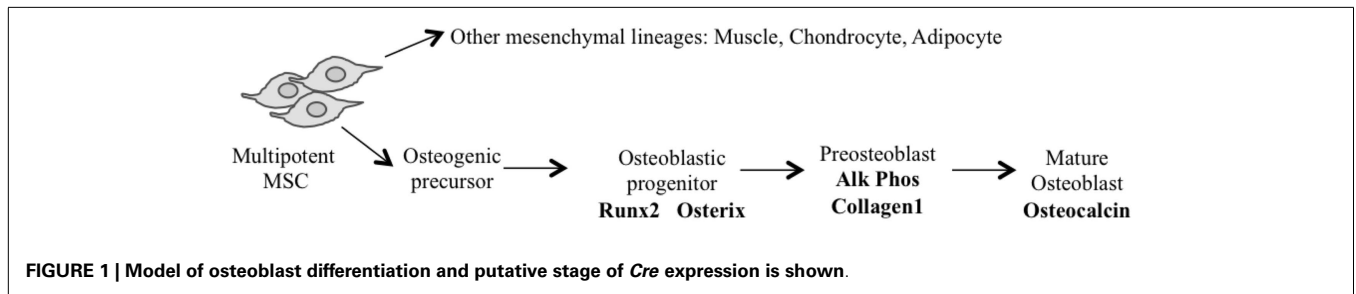 Other mesenchymal lineages: Muscle, Chondrocyte, Adipocyte
Multipotent
MSC
Osteogenic
precursor
Osteoblastic
progenitor
Runx2 Osterix
Preosteoblast
Alk Phos
Collagen1
Mature
Osteoblast
Osteocalcin
FIGURE 1 | Model of osteoblast differentiation and putative stage of Cre expression is shown.